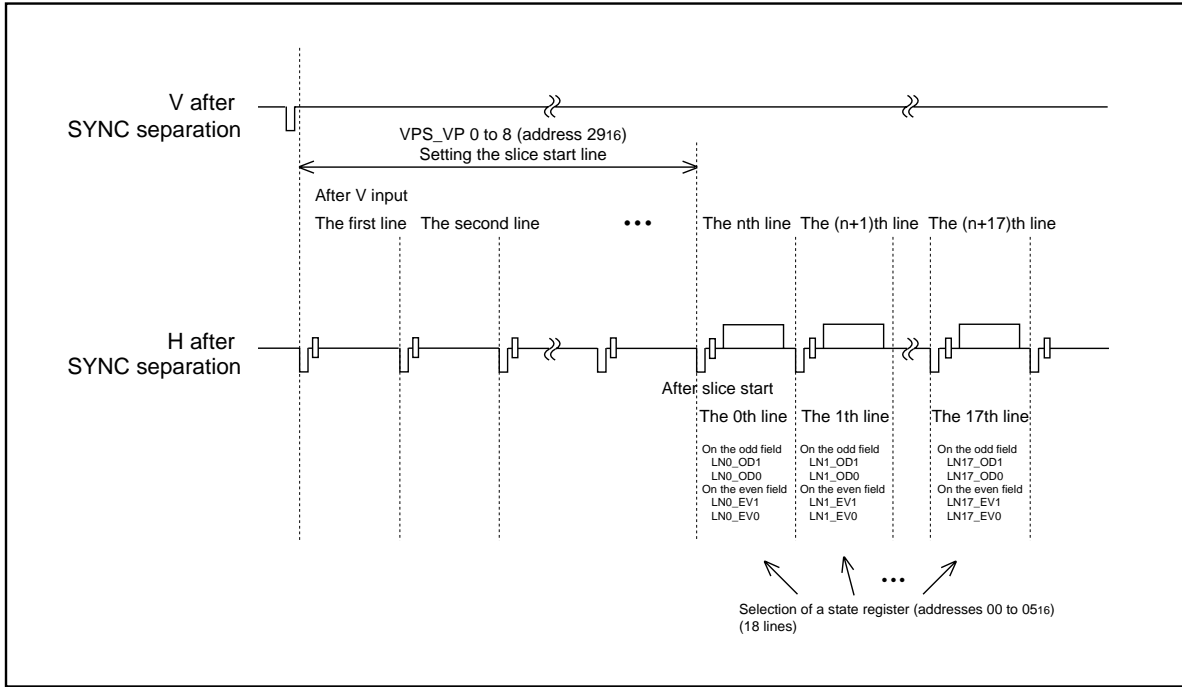 V after
SYNC separation
VPS_VP 0 to 8 (address 2916)
Setting the slice start line
After V input
The first line
The second line
•••
The nth line
The (n+1)th line
The (n+17)th line
H after
SYNC separation
After slice start
The 0th line
The 1th line
The 17th line
On the odd field
LN0_OD1
LN0_OD0
On the even field
LN0_EV1
LN0_EV0
On the odd field
LN1_OD1
LN1_OD0
On the even field
LN1_EV1
LN1_EV0
On the odd field
LN17_OD1
LN17_OD0
On the even field
LN17_EV1
LN17_EV0
•••
Selection of a state register (addresses 00 to 0516)
(18 lines)